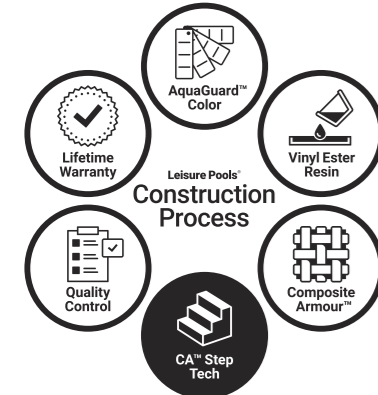 AquaGuard™
Color
Lifetime
Warranty
Vinyl Ester
Resin
Leisure Pools®
Construction
Process
Quality
Control
Composite
Armour™
CA™ Step
Tech